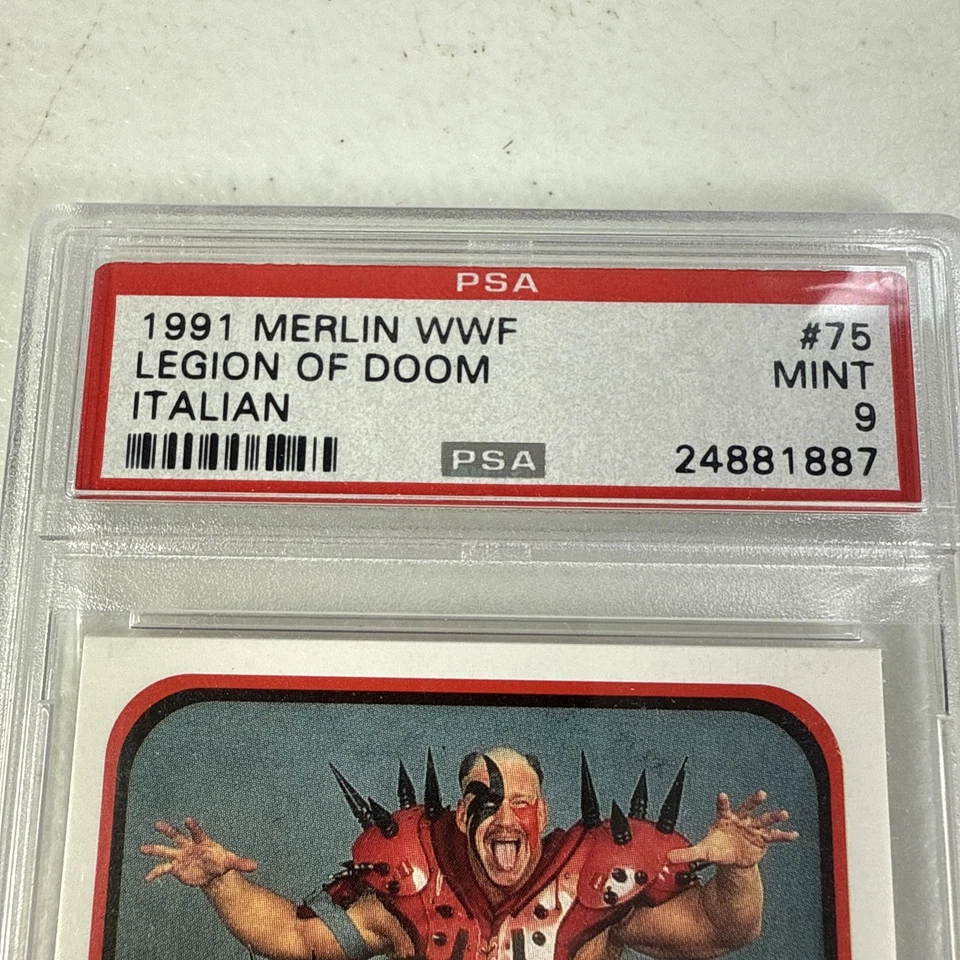 PSA
1991 MERLIN WWF #75
LEGION OF DOOM MINT
ITALIAN 9
PSA 24881887